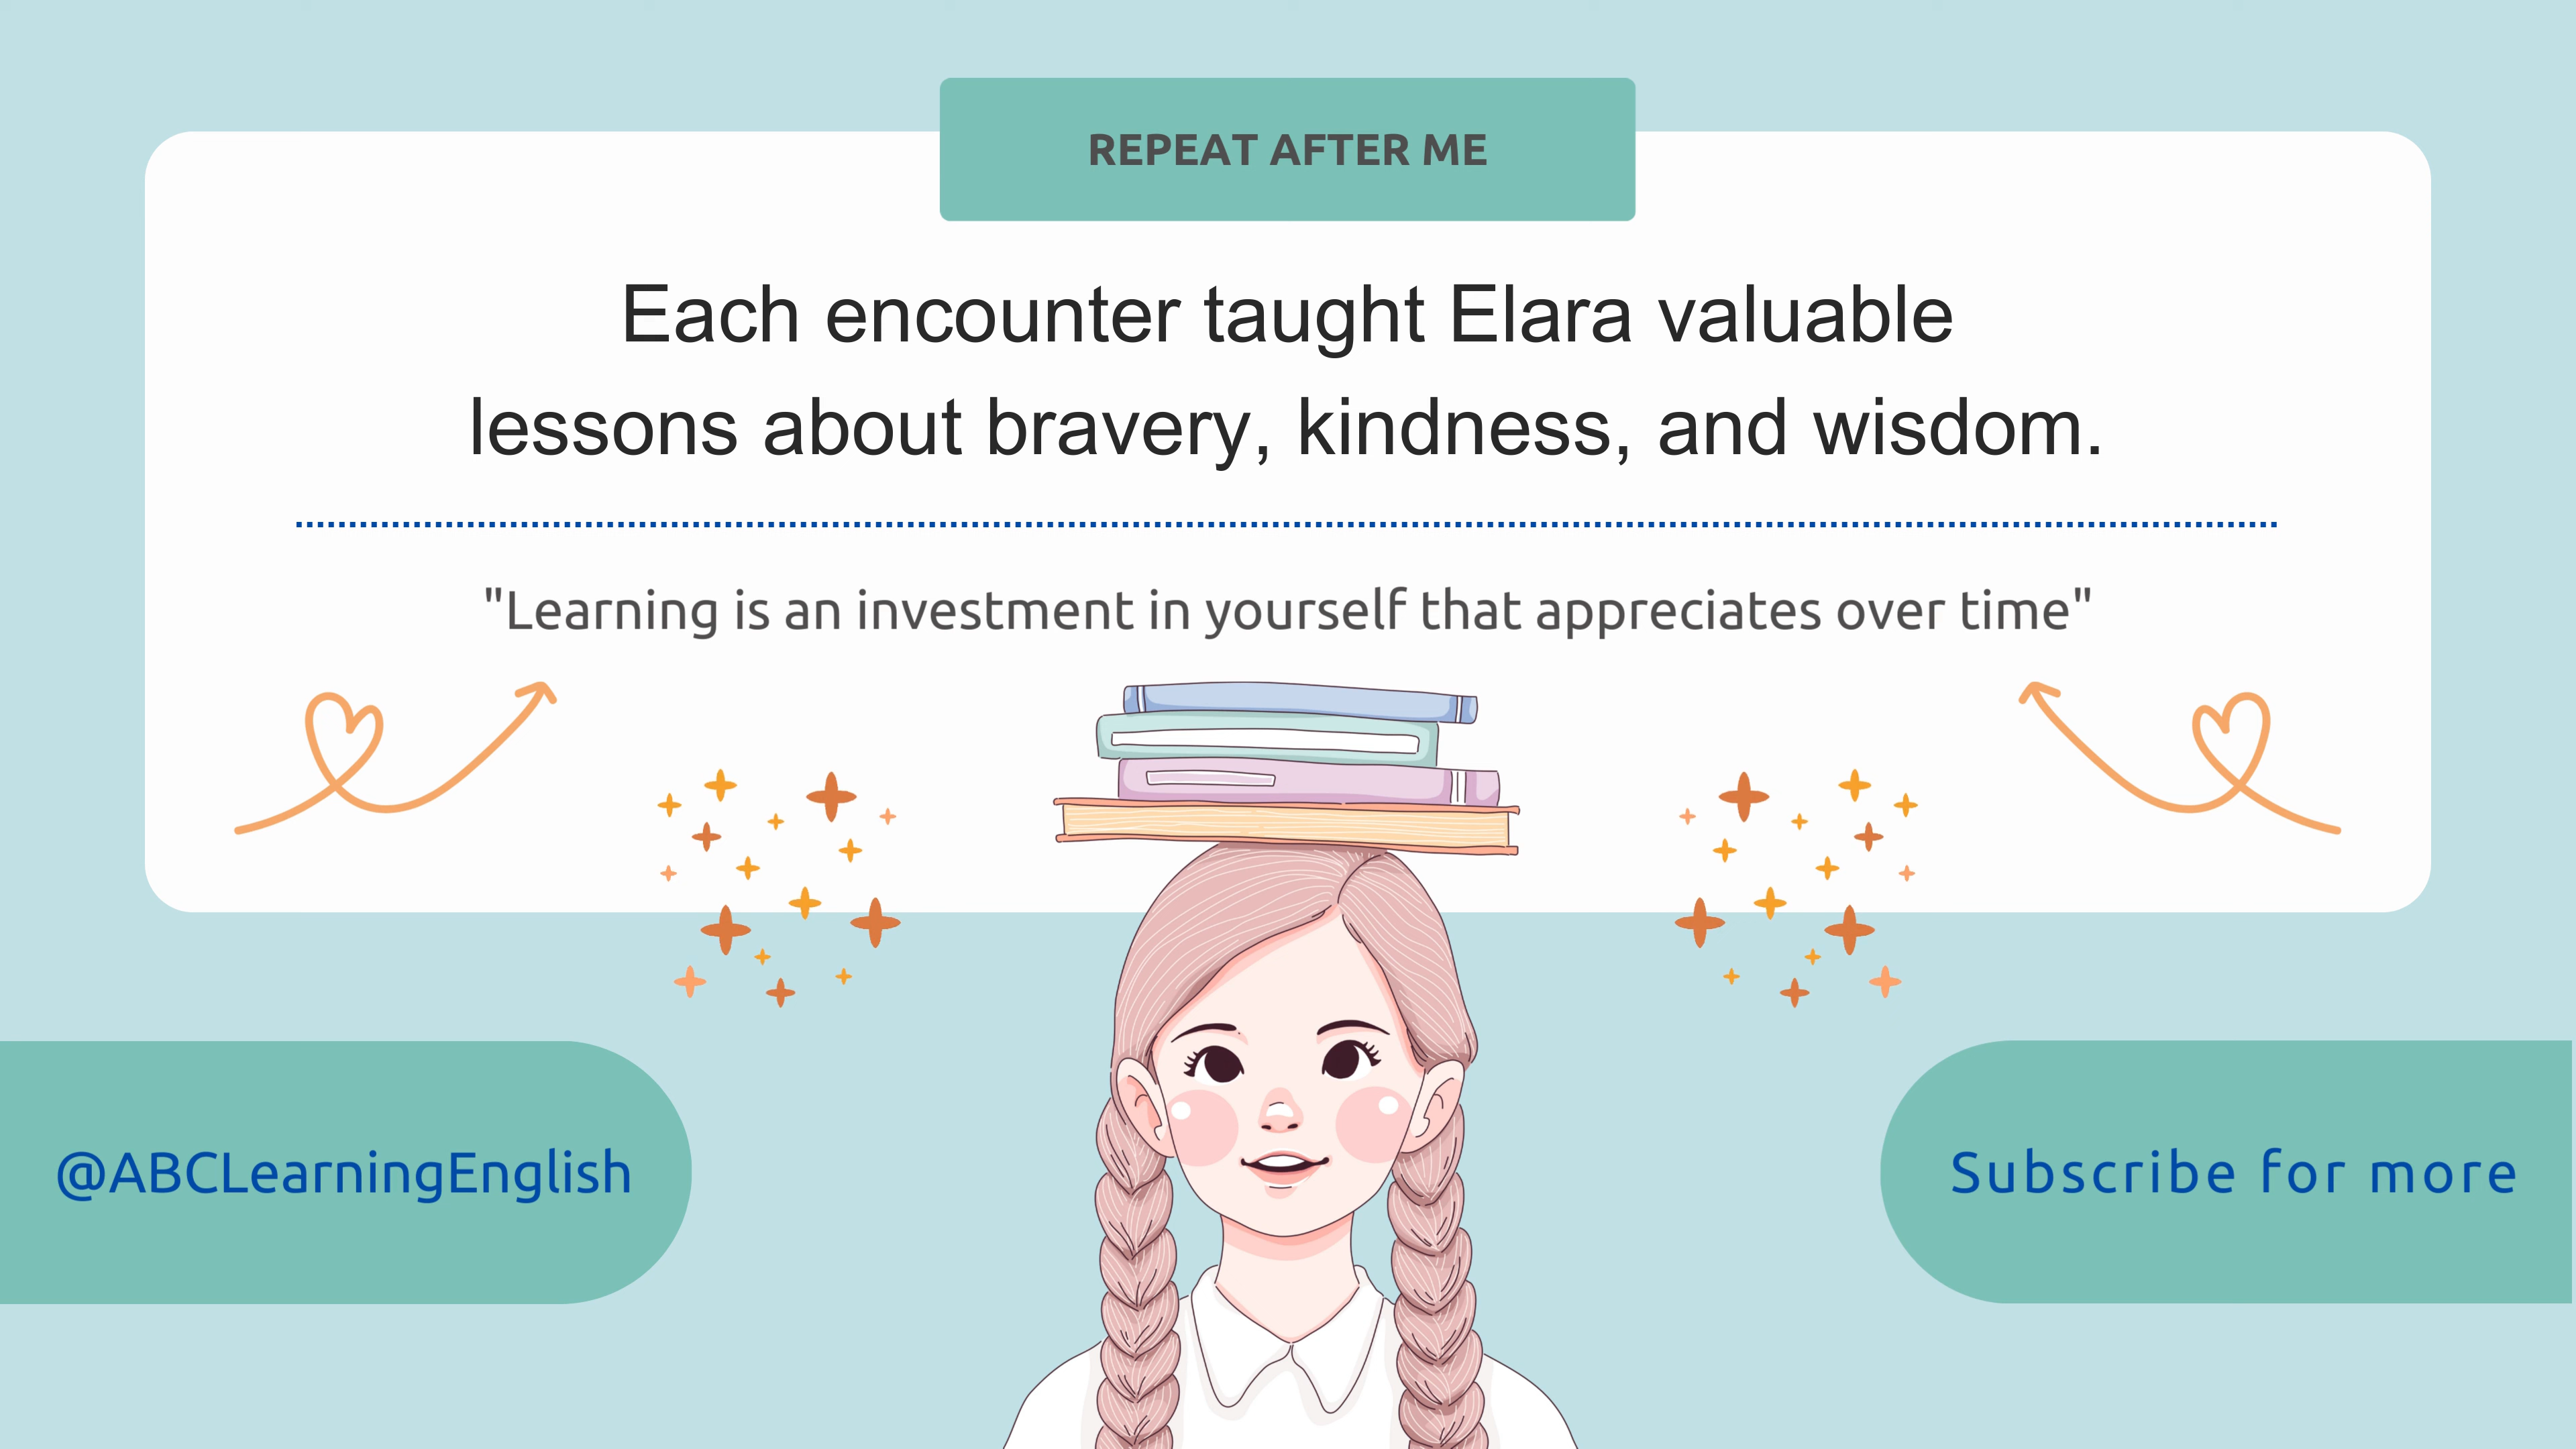 REPEAT AFTER ME
Each encounter taught Elara valuable
lessons about bravery, kindness, and wisdom.
"Learning is an investment in yourself that appreciates over time"
@ABCLearningEnglish
Subscribe for more